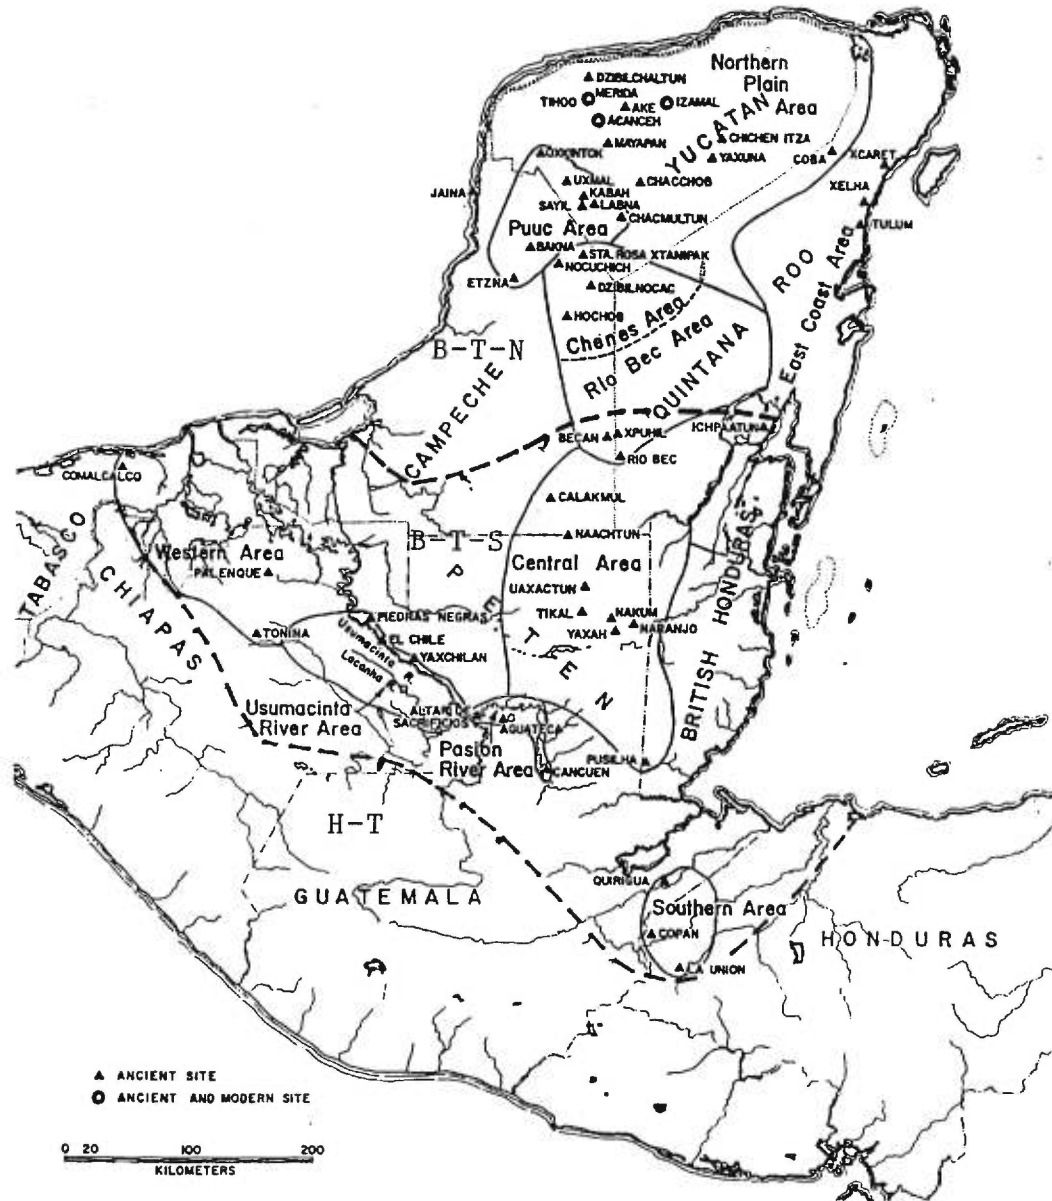 Northern
Plain
Area
DZIBILCHALTUN
MERIDA
TIHOO
AKE
IZAMAL
ACANCEH
YUCATAN
MAYAPAN
CHICHEN ITZA
OXKINTOK
YAXUNA
COBA
XCARET
JAINA
UXMAL
CHACCHOB
KABAH
XELHA
SAYIL
LABNA
CHACMULTUN
TULUM
Puuc Area
BAKNA
STA. ROSA XTANIPAK
NOCUCHICH
ETZNA
DZIBILNOCAC
HOCHOB
Chenes Area
Rio Bec Area
QUINTANA
ROO
East Coast Area
B-T-N
CAMPECHE
BECAN
XPUHIL
ICHPAATUN
RIO BEC
COMALCALCO
CALAKMUL
TABASCO
CHIAPAS
Western Area
PALENQUE
B-T-S
NAACHTUN
PETEN
Central Area
UAXACTUN
TIKAL
NAKUM
YAXAH
NARANJO
BRITISH HONDURAS
TONINA
PIEDRAS NEGRAS
EL CHILE
Usumacinta R.
YAXCHILAN
Lacanha R.
Usumacinta
River Area
ALTAR DE
SACRIFICIOS
AGUATECA
Pasion
River Area
CANCUEN
PUSILHA
H-T
GUATEMALA
QUIRIGUA
Southern Area
COPAN
LA UNION
HONDURAS
ANCIENT SITE
ANCIENT AND MODERN SITE
0 20 100 200
KILOMETERS